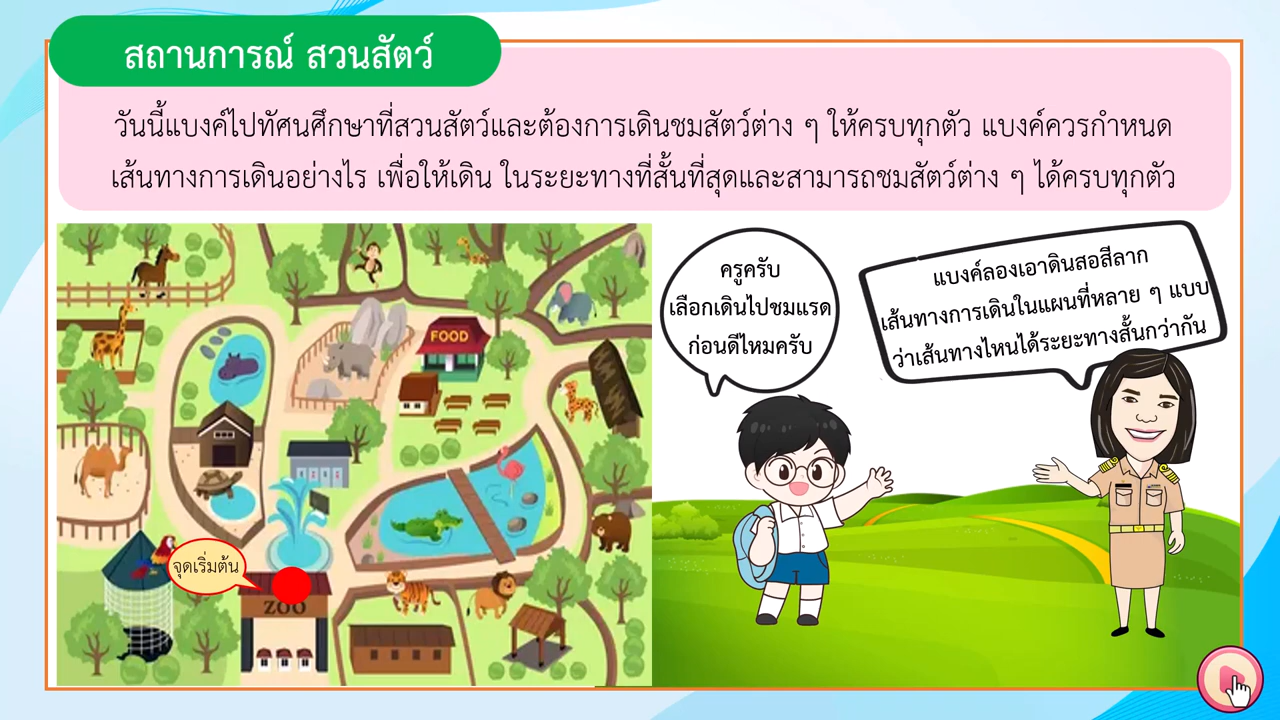 สถานการณ์ สวนสัตว์
วันนี้แบงค์ไปทัศนศึกษาที่สวนสัตว์และต้องการเดินชมสัตว์ต่าง ๆ ให้ครบทุกตัว แบงค์ควรกำหนด
เส้นทางการเดินอย่างไร เพื่อให้เดิน ในระยะทางที่สั้นที่สุดและสามารถชมสัตว์ต่าง ๆ ได้ครบทุกตัว
ครูครับ
เลือกเดินไปชมแรด
ก่อนดีไหมครับ
แบงค์ลองเอาดินสอสีลาก
เส้นทางการเดินในแผนที่หลาย ๆ แบบ
ว่าเส้นทางไหนได้ระยะทางสั้นกว่ากัน
FOOD
จุดเริ่มต้น
ZOO